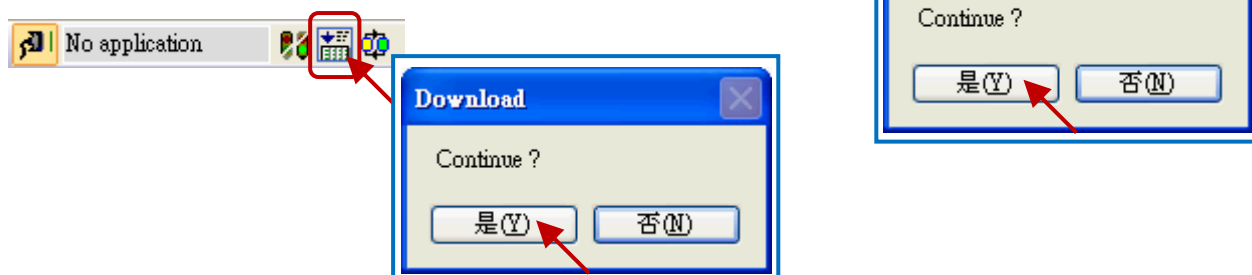 No application
Download
Continue ?
是(Y)
否(N)
Continue ?
是(Y)
否(N)